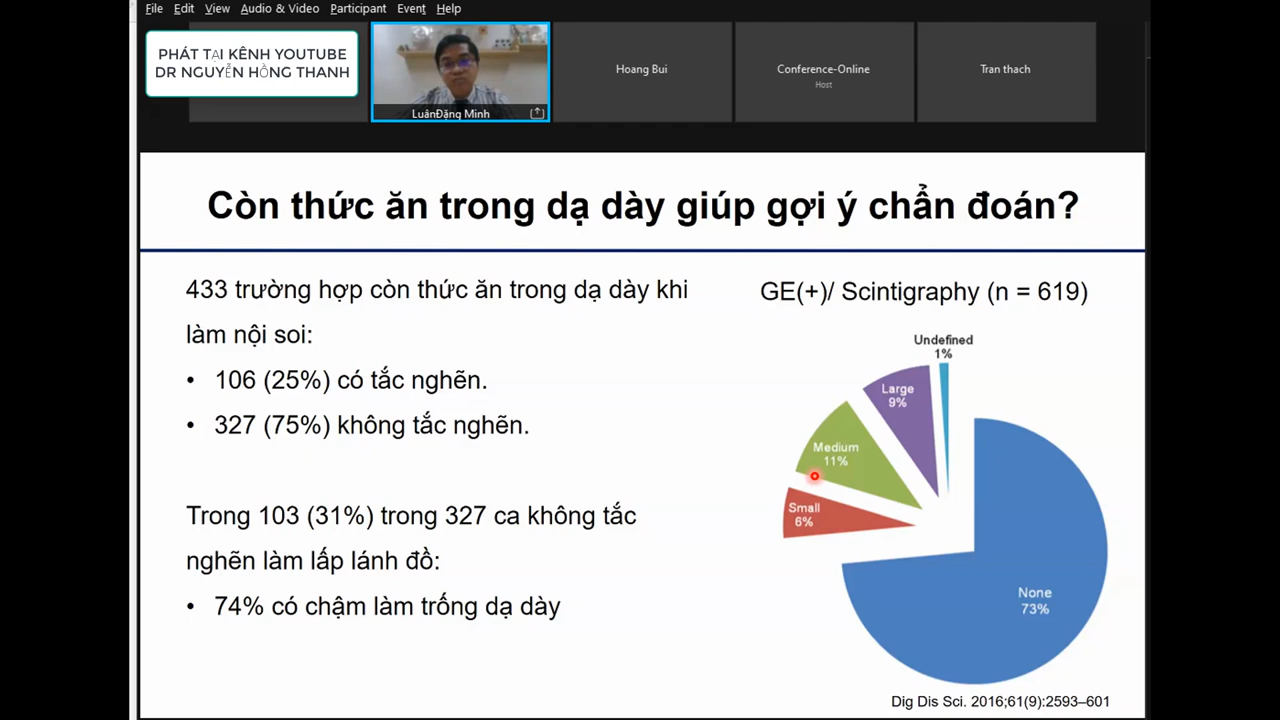 File Edit View Audio & Video Participant Event Help
PHÁT TẠI KÊNH YOUTUBE
DR NGUYỄN HỒNG THANH
LuânĐặng Minh
Hoang Bui
Conference-Online
Host
Tran thach
Còn thức ăn trong dạ dày giúp gợi ý chẩn đoán?
433 trường hợp còn thức ăn trong dạ dày khi
làm nội soi:
• 106 (25%) có tắc nghẽn.
• 327 (75%) không tắc nghẽn.
Trong 103 (31%) trong 327 ca không tắc
nghẽn làm lấp lánh đồ:
• 74% có chậm làm trống dạ dày
GE(+)/ Scintigraphy (n = 619)
Undefined
1%
Large
9%
Medium
11%
Small
6%
None
73%
Dig Dis Sci. 2016;61(9):2593–601